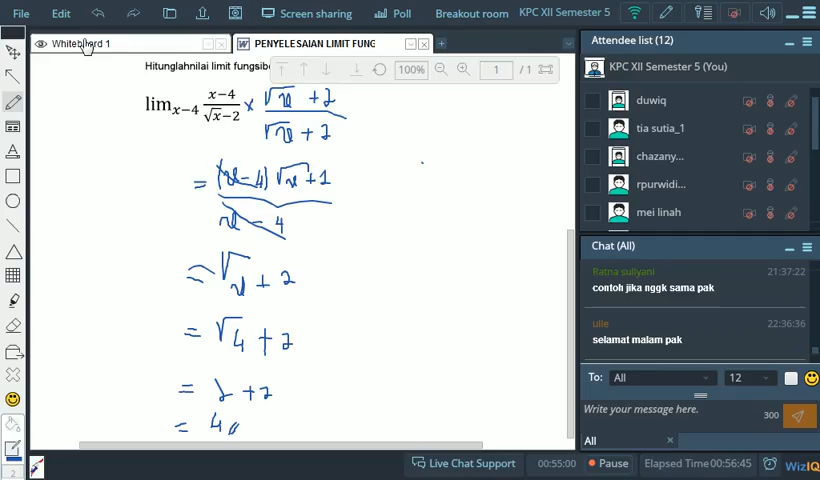 File Edit Screen sharing Poll Breakout room KPC XII Semester 5
Whiteboard 1 PENYELESAIAN LIMIT FUNG
Hitunglahnilai limit fungsibe
100% 1 / 1
lim x−4 x−4 / √x−2 × √x + 2 / √x + 2
= (x − 4) √x + 2 / x − 4
= √x + 2
= √4 + 2
= 2 + 2
= 4
Attendee list (12)
KPC XII Semester 5 (You)
duwiq
tia sutia_1
chazany...
rpurwidi...
mei linah
Chat (All)
Ratna suliyani 21:37:22
contoh jika nggk sama pak
ulle 22:36:36
selamat malam pak
To: All 12
Write your message here. 300
All
Live Chat Support 00:55:00 Pause Elapsed Time 00:56:45 WizIQ
2